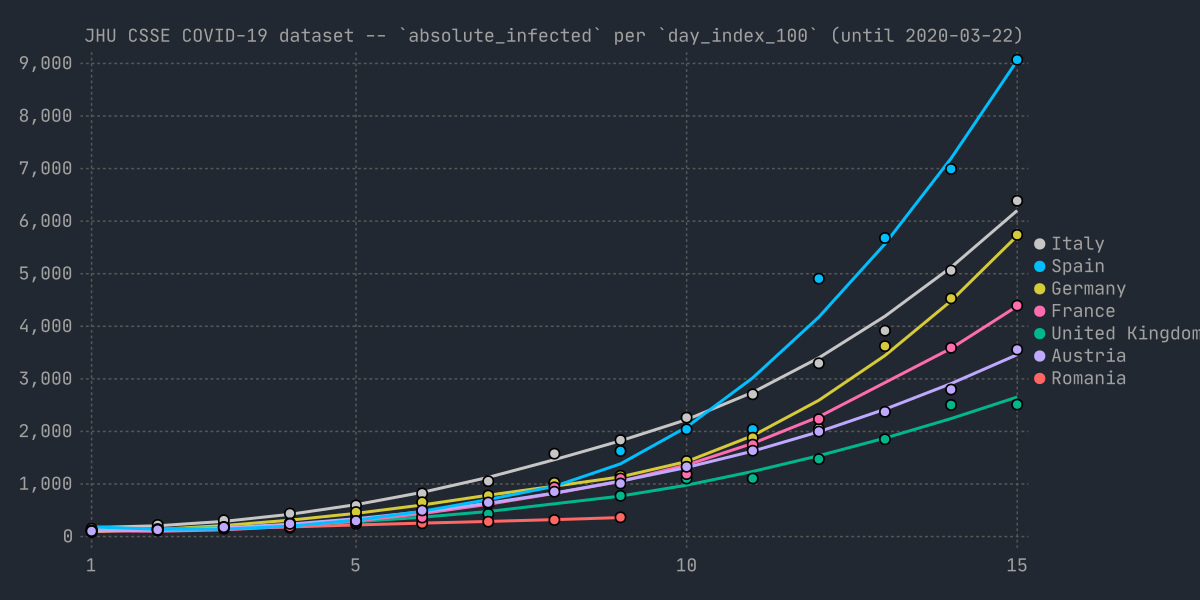 JHU CSSE COVID-19 dataset -- `absolute_infected` per `day_index_100` (until 2020-03-22)
9,000
8,000
7,000
6,000
5,000
4,000
3,000
2,000
1,000
0
1 5 10 15
Italy
Spain
Germany
France
United Kingdom
Austria
Romania